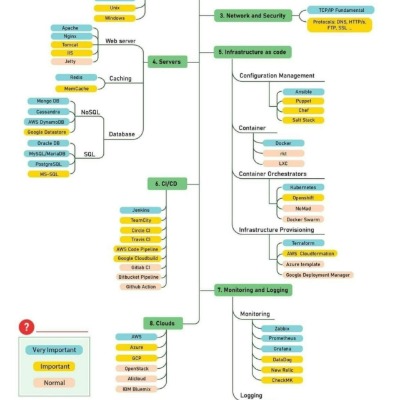 Unix
Windows
3. Network and Security
TCP/IP Fundamental
Protocols: DNS, HTTP/s,
FTP, SSL ...
Apache
Nginx
Tomcat
IIS
Jelly
Web server
4. Servers
Redis
MemCache
Caching
Mongo DB
Cassandra
AWS DynamoDB
Google Datastore
NoSQL
Database
Oracle DB
MySQL/MariaDB
PostgreSQL
MS-SQL
SQL
5. Infrastructure as code
Configuration Management
Ansible
Puppet
Chef
Salt Stack
Container
Docker
rkt
LXC
Container Orchestrators
Kubernetes
Openshift
NoMad
Docker Swarm
Infrastructure Provisioning
Terraform
AWS Cloudformation
Azure template
Google Deployment Manager
6. CI/CD
Jenkins
TeamCity
Circle CI
Travis CI
AWS Code Pipeline
Google Cloudbuild
Gitlab CI
Bitbucket Pipeline
Github Action
7. Monitoring and Logging
Monitoring
Zabbix
Prometheus
Grafana
DataDog
New Relic
CheckMK
Logging
8. Clouds
AWS
Azure
GCP
OpenStack
Alicloud
IBM Bluemix
?
Very Important
Important
Normal